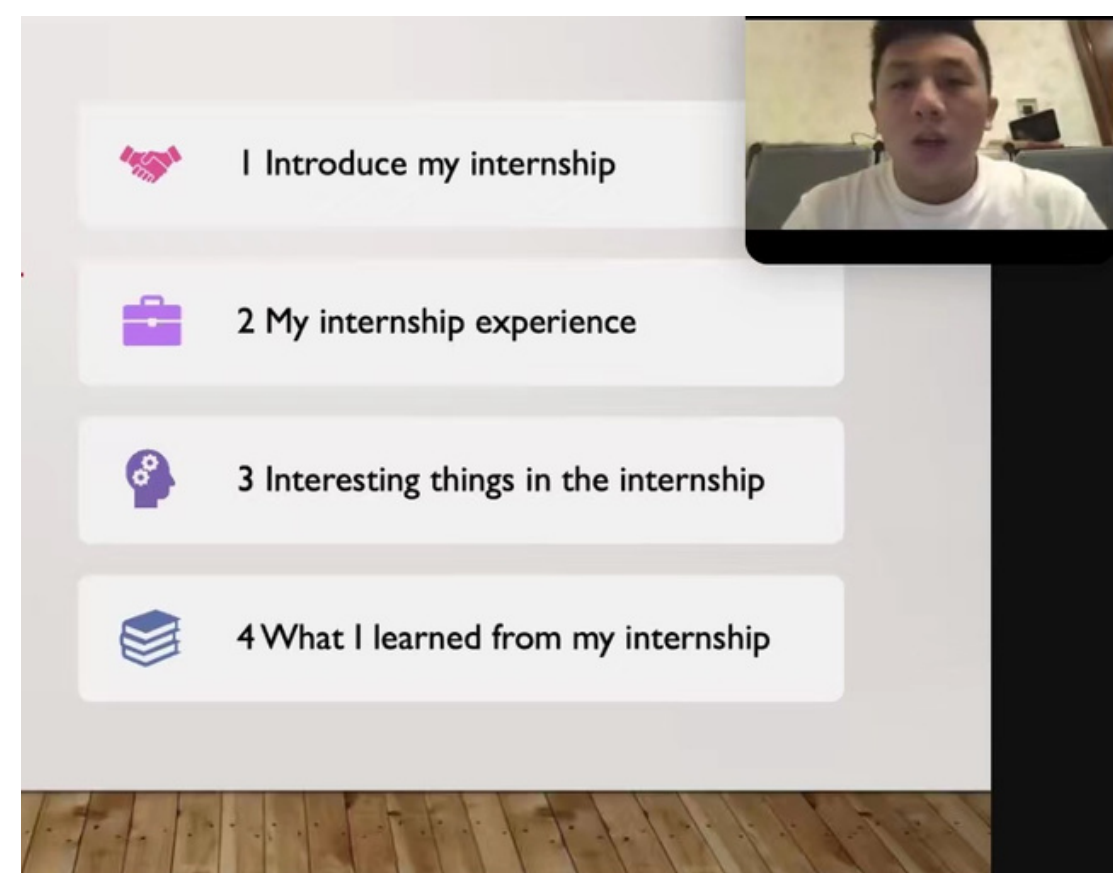 1 Introduce my internship
2 My internship experience
3 Interesting things in the internship
4 What I learned from my internship